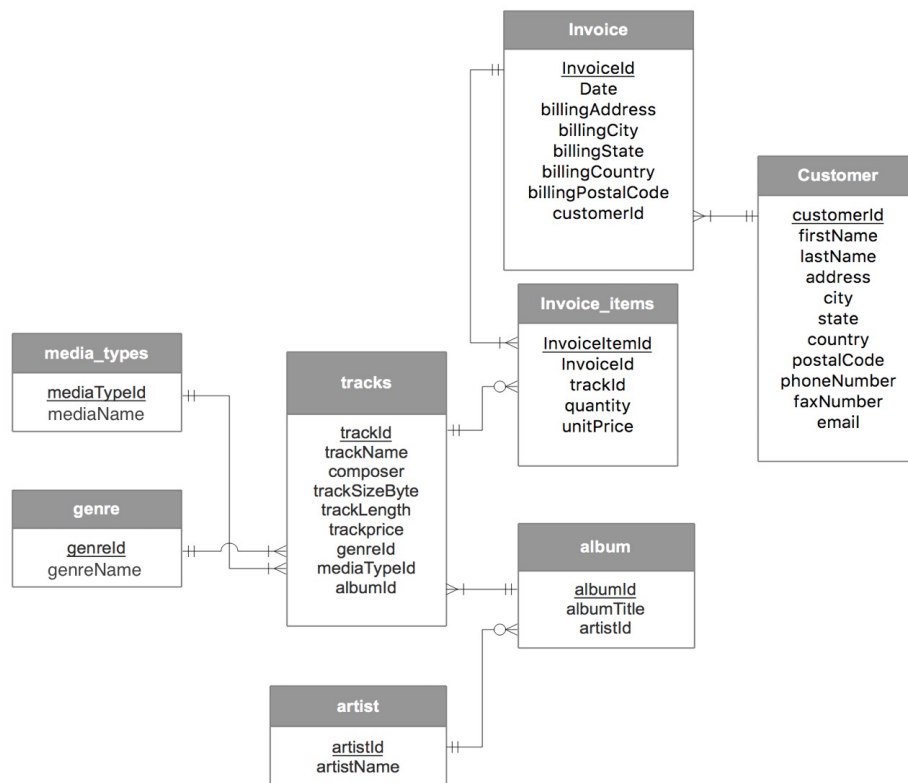 Invoice
InvoiceId
Date
billingAddress
billingCity
billingState
billingCountry
billingPostalCode
customerId
Customer
customerId
firstName
lastName
address
city
state
country
postalCode
phoneNumber
faxNumber
email
Invoice_items
InvoiceItemId
InvoiceId
trackId
quantity
unitPrice
media_types
mediaTypeId
mediaName
tracks
trackId
trackName
composer
trackSizeByte
trackLength
trackprice
genreId
mediaTypeId
albumId
genre
genreId
genreName
album
albumId
albumTitle
artistId
artist
artistId
artistName